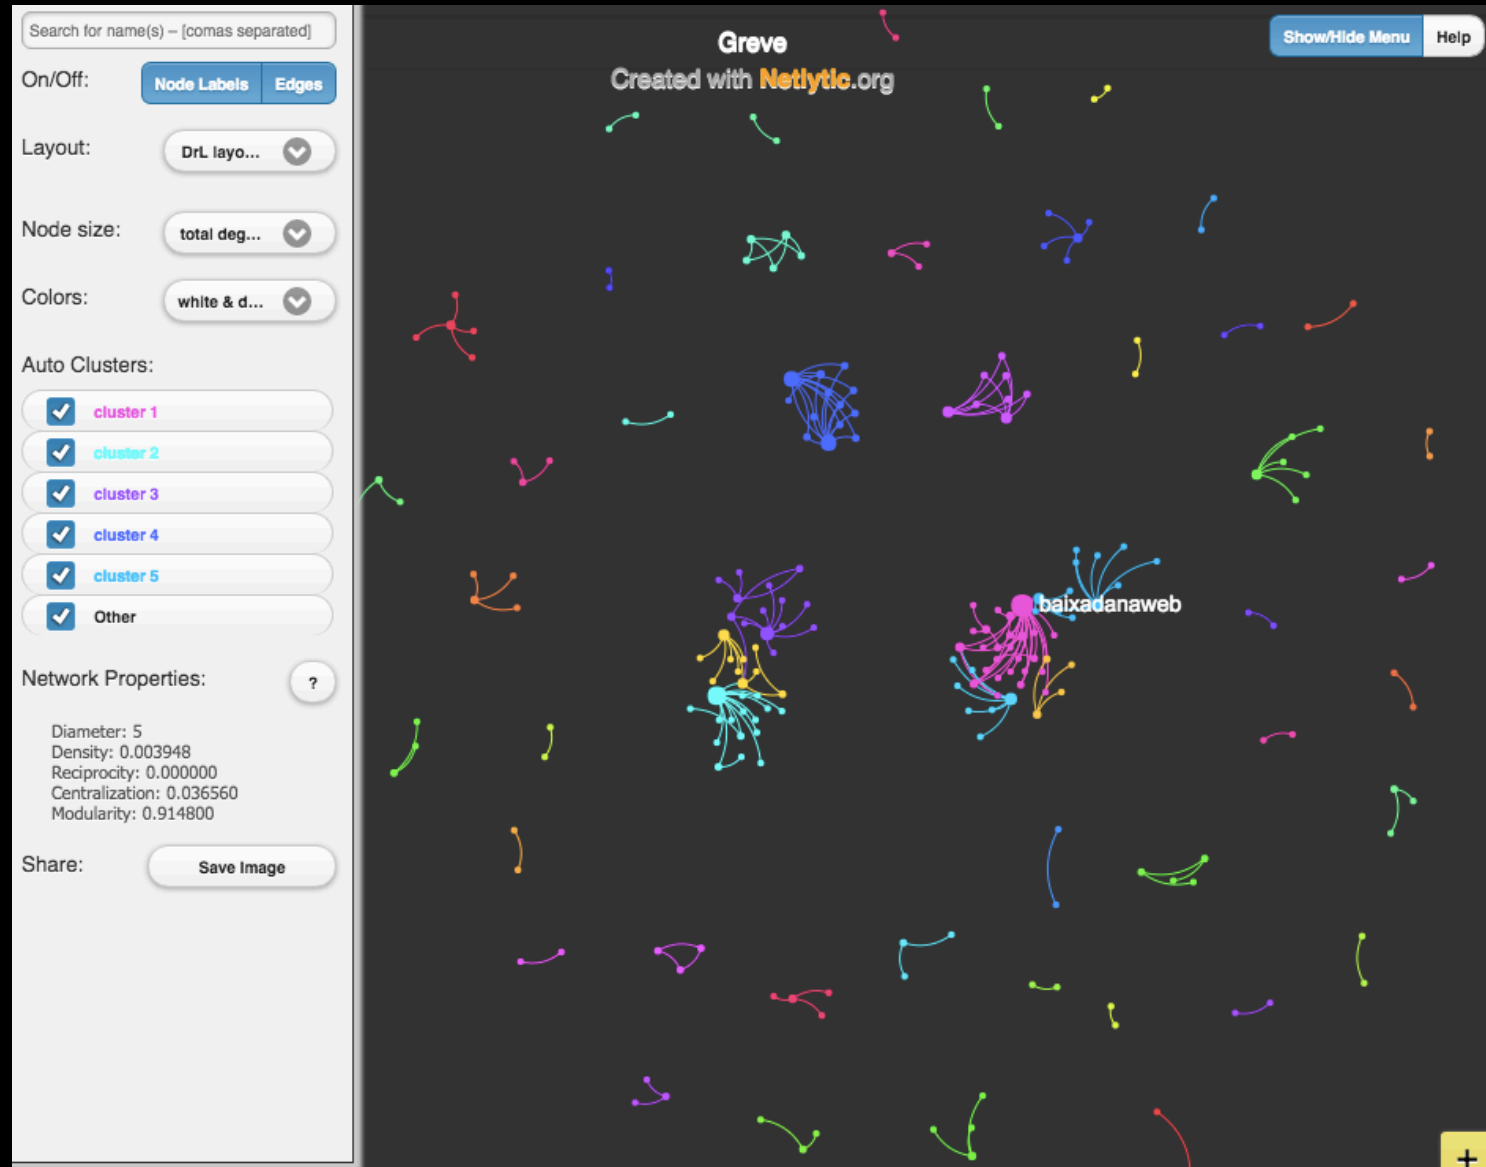 Search for name(s) – [comas separated]
On/Off:
Node Labels
Edges
Layout:
DrL layo...
Node size:
total deg...
Colors:
white & d...
Auto Clusters:
cluster 1
cluster 2
cluster 3
cluster 4
cluster 5
Other
Network Properties:
?
Diameter: 5
Density: 0.003948
Reciprocity: 0.000000
Centralization: 0.036560
Modularity: 0.914800
Share:
Save Image
Greve
Created with Netlytic.org
Show/Hide Menu
Help
baixadanaweb
+